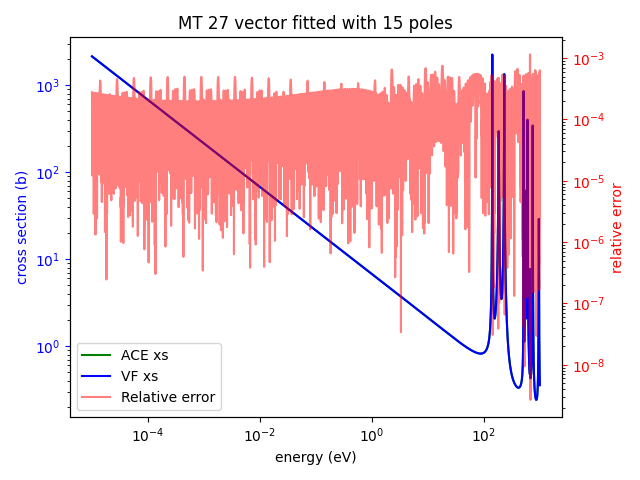 MT 27 vector fitted with 15 poles
cross section (b)
10³
10²
10¹
10⁰
10⁻³
10⁻⁴
10⁻⁵
10⁻⁶
10⁻⁷
10⁻⁸
relative error
ACE xs
VF xs
Relative error
10⁻⁴ 10⁻² 10⁰ 10²
energy (eV)